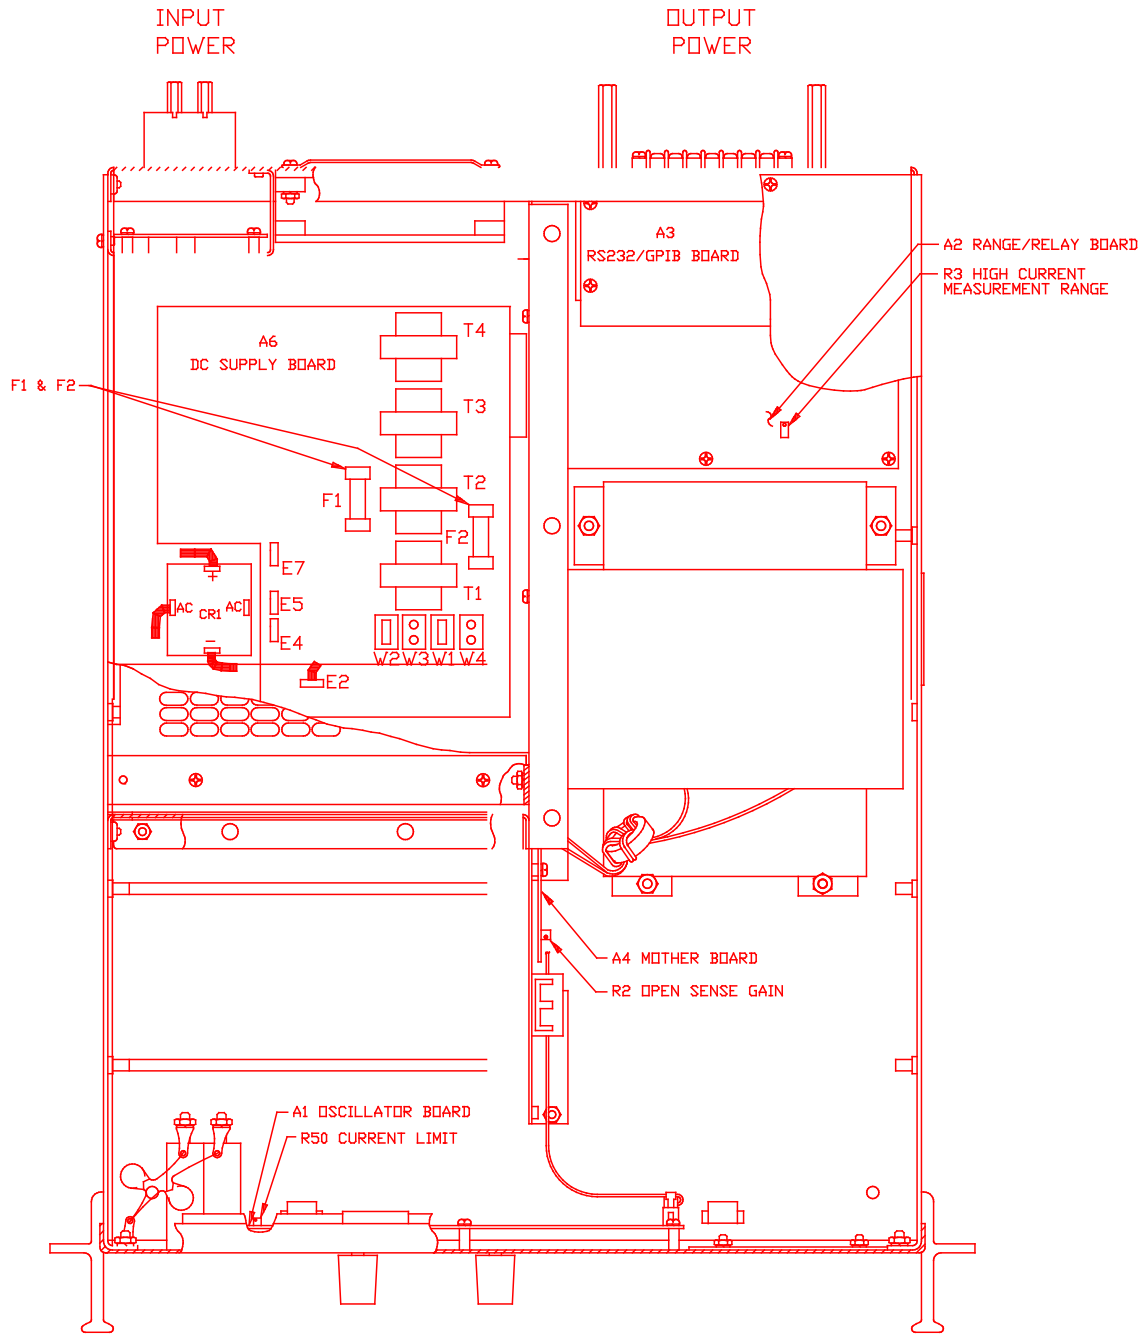 INPUT
POWER
OUTPUT
POWER
A3
RS232/GPIB BOARD
A2 RANGE/RELAY BOARD
R3 HIGH CURRENT
MEASUREMENT RANGE
A6
DC SUPPLY BOARD
T4
F1 & F2
T3
T2
F1
F2
E7
T1
+
AC CR1 AC
E5
−
E4
W2 W3 W1 W4
E2
A4 MOTHER BOARD
R2 OPEN SENSE GAIN
A1 OSCILLATOR BOARD
R50 CURRENT LIMIT